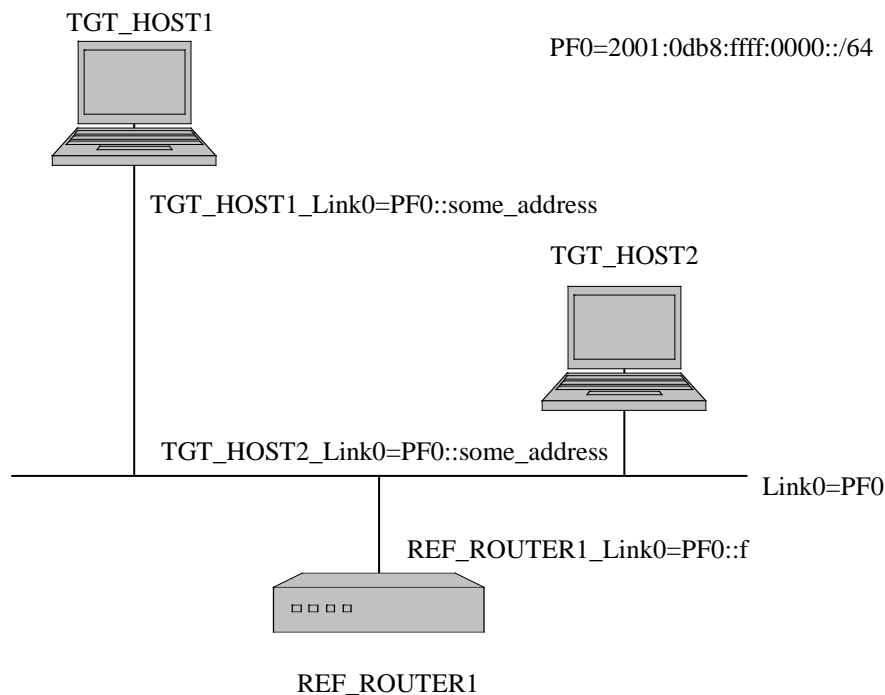 TGT_HOST1
PF0=2001:0db8:ffff:0000::/64
TGT_HOST1_Link0=PF0::some_address
TGT_HOST2
TGT_HOST2_Link0=PF0::some_address
Link0=PF0
REF_ROUTER1_Link0=PF0::f
REF_ROUTER1